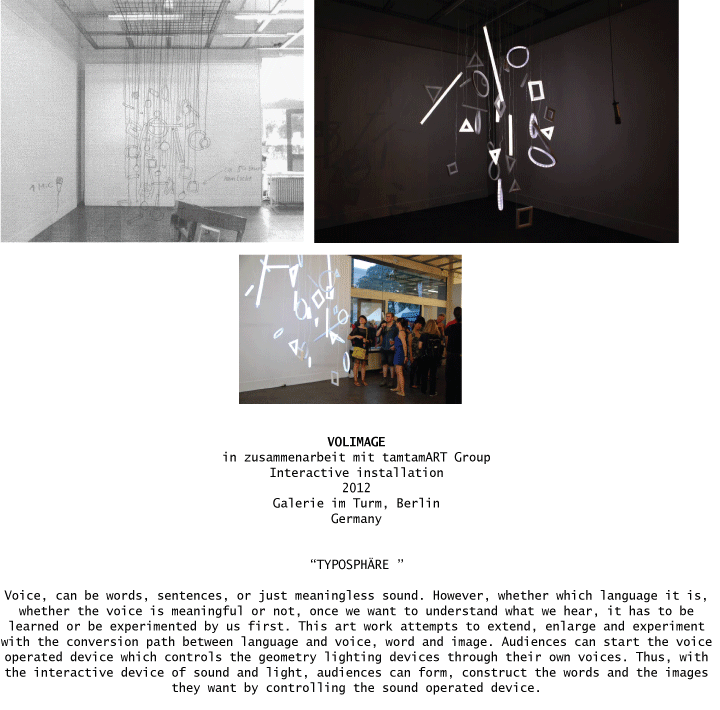 VOLIMAGE
in zusammenarbeit mit tamtamART Group
Interactive installation
2012
Galerie im Turm, Berlin
Germany
“TYPOSPHÄRE ”
Voice, can be words, sentences, or just meaningless sound. However, whether which language it is,
whether the voice is meaningful or not, once we want to understand what we hear, it has to be
learned or be experimented by us first. This art work attempts to extend, enlarge and experiment
with the conversion path between language and voice, word and image. Audiences can start the voice
operated device which controls the geometry lighting devices through their own voices. Thus, with
the interactive device of sound and light, audiences can form, construct the words and the images
they want by controlling the sound operated device.